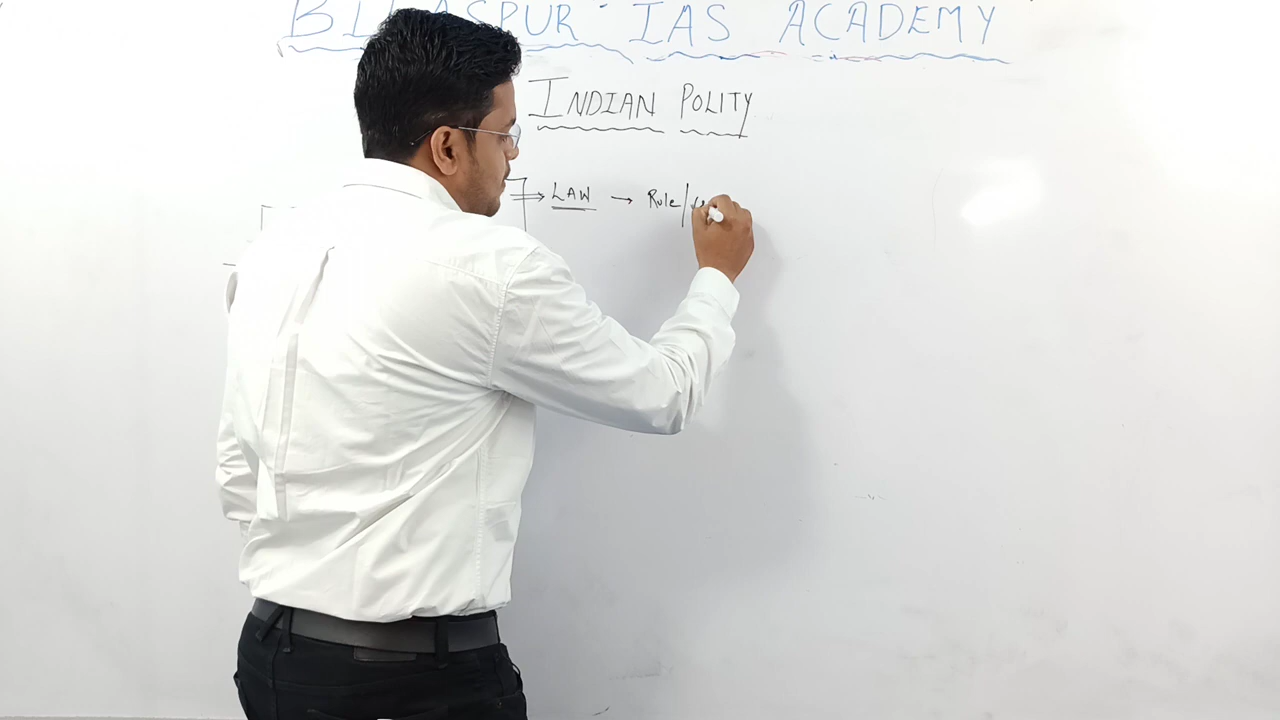 BILASPUR IAS ACADEMY
INDIAN POLITY
⇒ LAW → Rule/